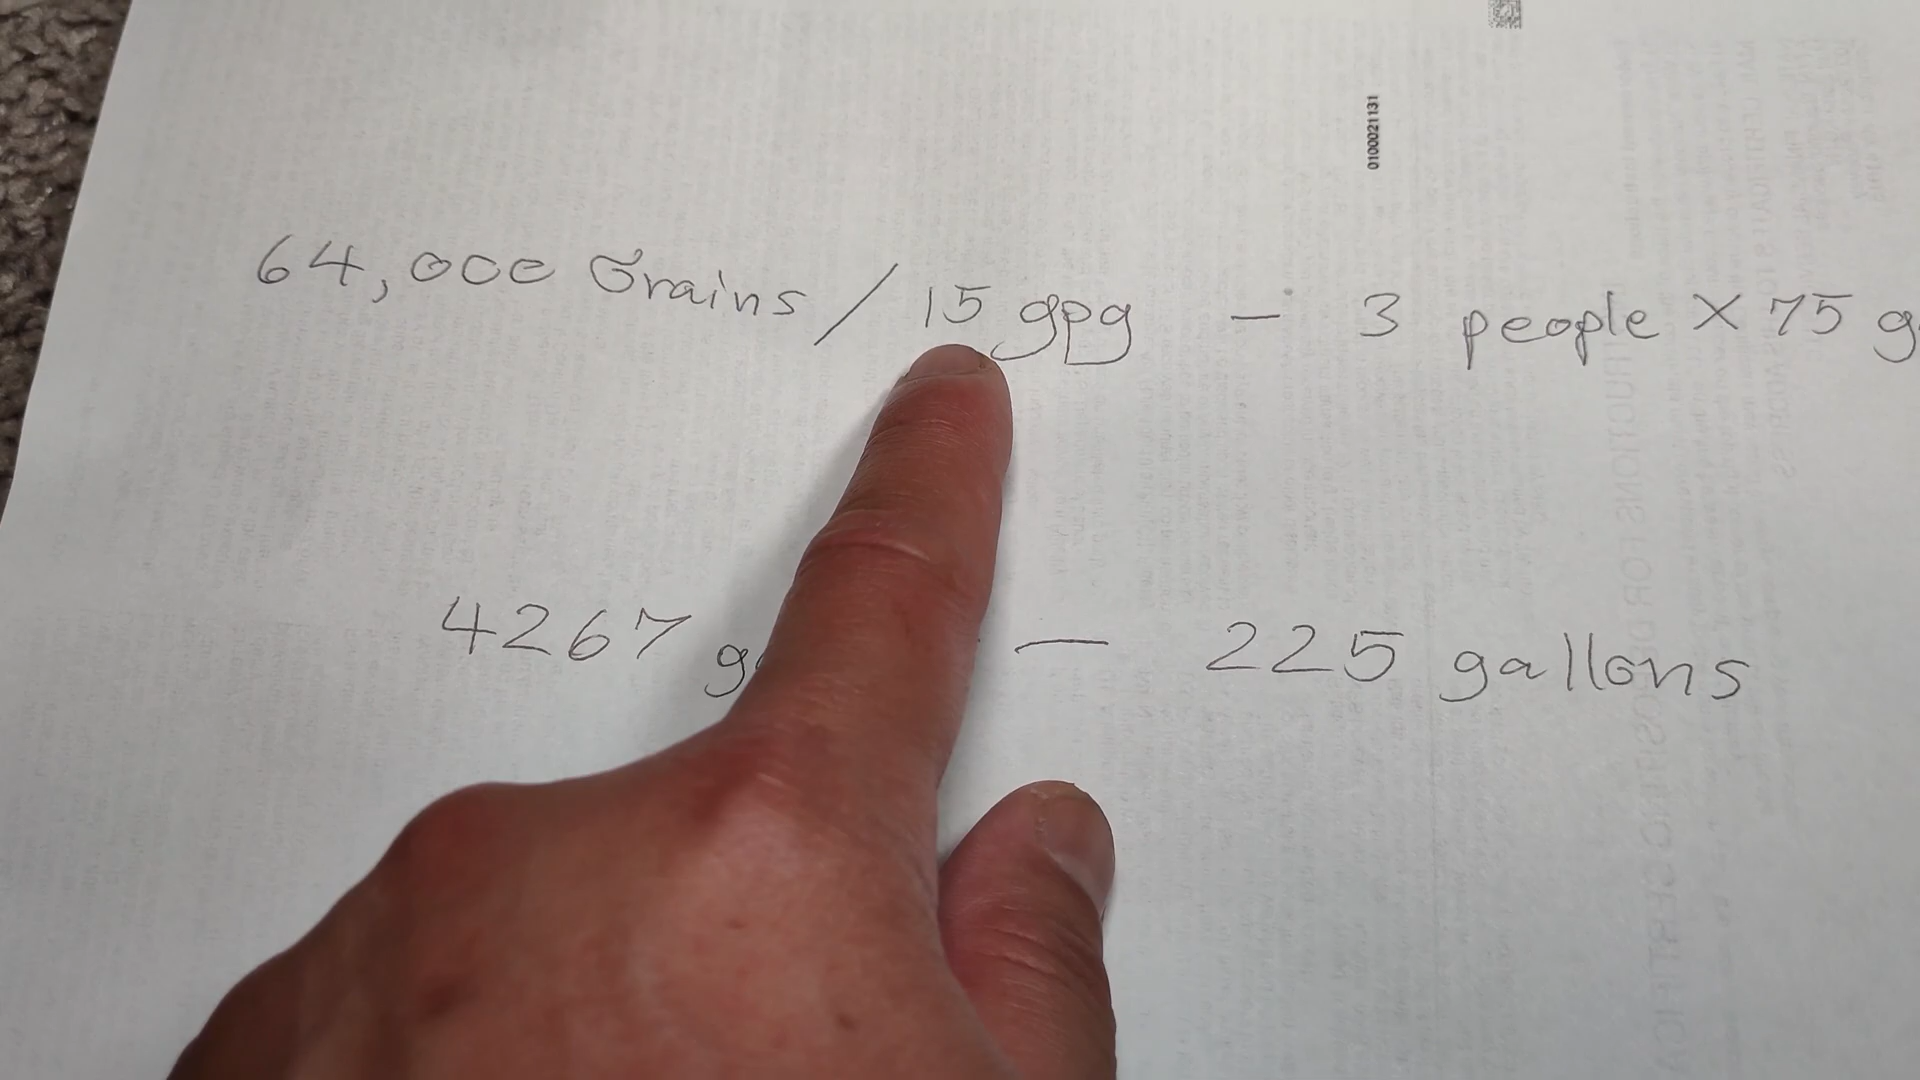 0100021131
64,000 Grains / 15 gpg - 3 people X 75 g
4267 — 225 gallons